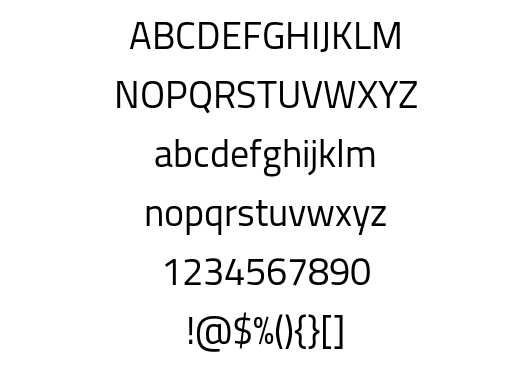 ABCDEFGHIJKLM
NOPQRSTUVWXYZ
abcdefghijklm
nopqrstuvwxyz
1234567890
!@$%(){}[]